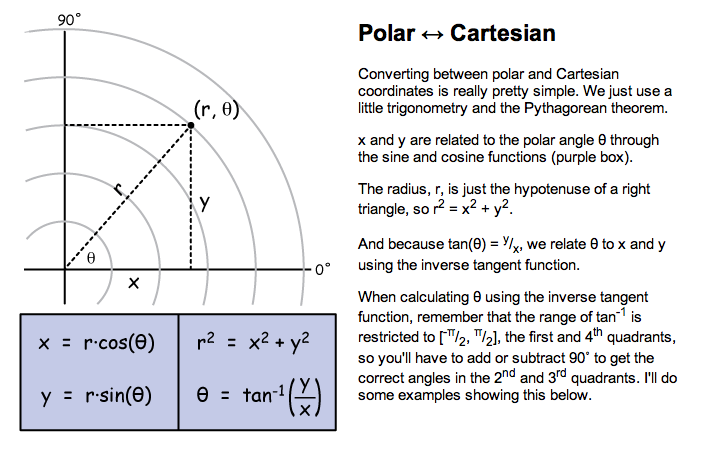 90°
(r, θ)
r
y
θ
x
0°
x = r·cos(θ)
r² = x² + y²
y = r·sin(θ)
θ = tan⁻¹(y/x)
Polar ↔ Cartesian
Converting between polar and Cartesian
coordinates is really pretty simple. We just use a
little trigonometry and the Pythagorean theorem.
x and y are related to the polar angle θ through
the sine and cosine functions (purple box).
The radius, r, is just the hypotenuse of a right
triangle, so r² = x² + y².
And because tan(θ) = y/x, we relate θ to x and y
using the inverse tangent function.
When calculating θ using the inverse tangent
function, remember that the range of tan⁻¹ is
restricted to [⁻π/2, π/2], the first and 4th quadrants,
so you'll have to add or subtract 90° to get the
correct angles in the 2nd and 3rd quadrants. I'll do
some examples showing this below.